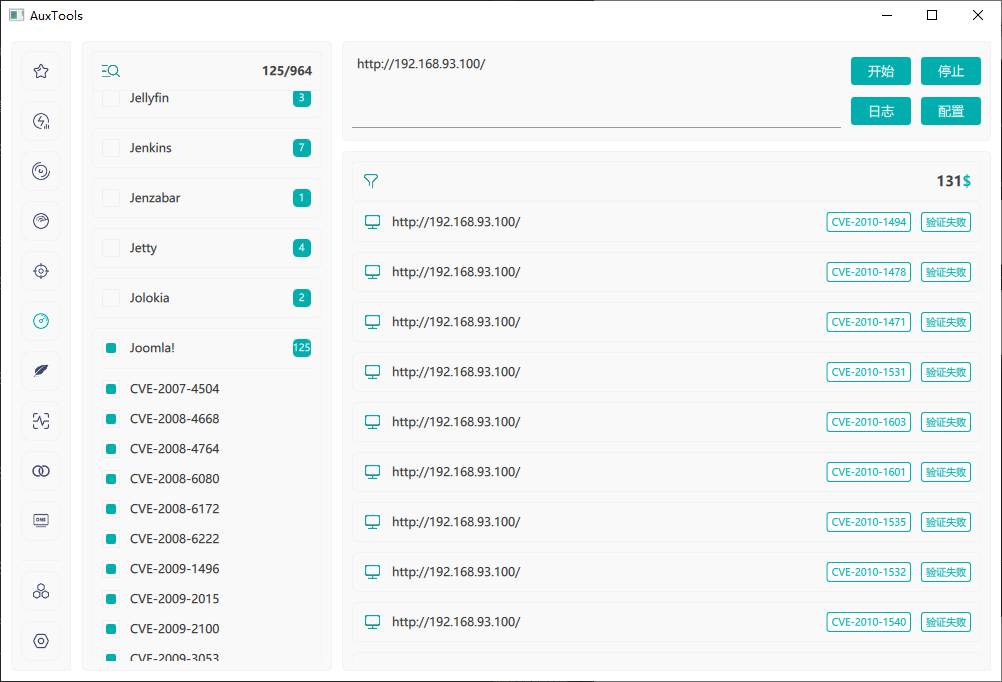 AuxTools
125/964
Jellyfin 3
Jenkins 7
Jenzabar 1
Jetty 4
Jolokia 2
Joomla! 125
CVE-2007-4504
CVE-2008-4668
CVE-2008-4764
CVE-2008-6080
CVE-2008-6172
CVE-2008-6222
CVE-2009-1496
CVE-2009-2015
CVE-2009-2100
CVE-2009-3053
http://192.168.93.100/
开始 停止
日志 配置
131$
http://192.168.93.100/ CVE-2010-1494 验证失败
http://192.168.93.100/ CVE-2010-1478 验证失败
http://192.168.93.100/ CVE-2010-1471 验证失败
http://192.168.93.100/ CVE-2010-1531 验证失败
http://192.168.93.100/ CVE-2010-1603 验证失败
http://192.168.93.100/ CVE-2010-1601 验证失败
http://192.168.93.100/ CVE-2010-1535 验证失败
http://192.168.93.100/ CVE-2010-1532 验证失败
http://192.168.93.100/ CVE-2010-1540 验证失败
DNS